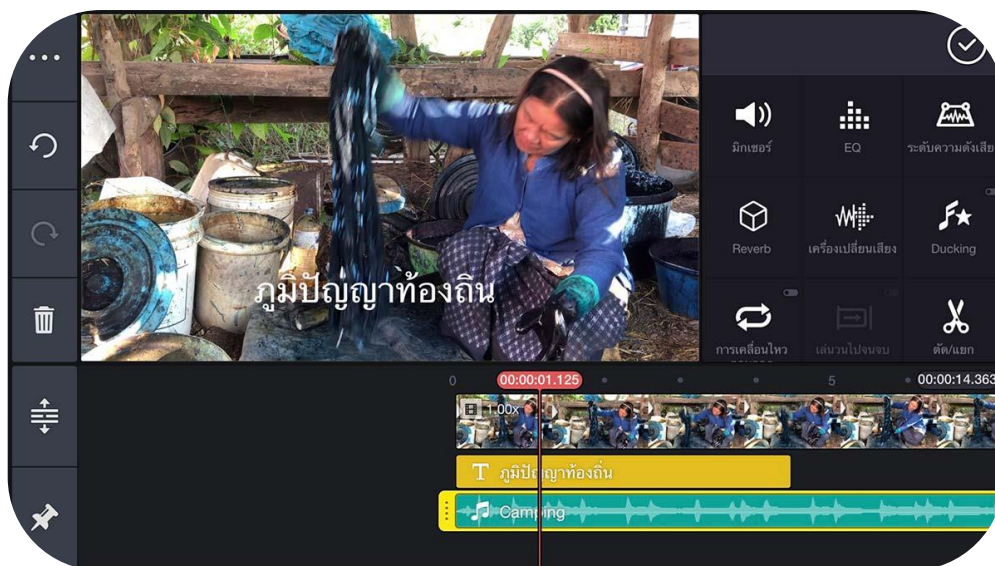 มิกเซอร์
EQ
ระดับความดังเสีย
Reverb
เครื่องเปลี่ยนเสียง
Ducking
การเคลื่อนไหว
เล่นวนไปจนจบ
ตัด/แยก
ภูมิปัญญาท้องถิ่น
0
00:00:01.125
5
00:00:14.363
1.00x
T ภูมิปัญญาท้องถิ่น
Camping